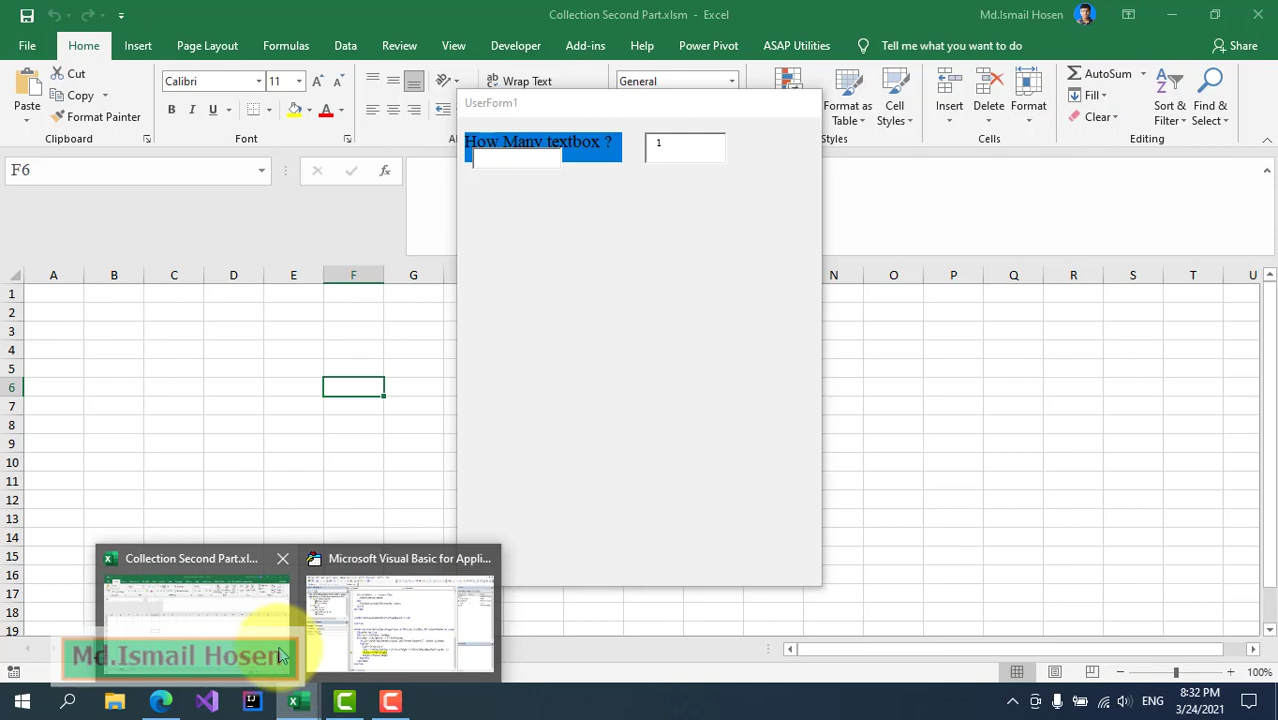 Collection Second Part.xlsm - Excel
Md.Ismail Hosen
File Home Insert Page Layout Formulas Data Review View Developer Add-ins Help Power Pivot ASAP Utilities Tell me what you want to do Share
Paste
Cut
Copy
Format Painter
Clipboard
Calibri 11
B I U
Wrap Text
General
Format as Table
Cell Styles
Styles
Insert
Delete
Format
Cells
AutoSum
Fill
Clear
Sort & Filter
Find & Select
Editing
F6
fx
UserForm1
How Many textbox ?
1
A B C D E F G N O P Q R S T U
1
2
3
4
5
6
7
8
9
10
11
12
13
14
15
16
17
18
19
Collection Second Part.xls...
Microsoft Visual Basic for Appli...
Md.Ismail Hosen
100%
ENG
8:32 PM
3/24/2021